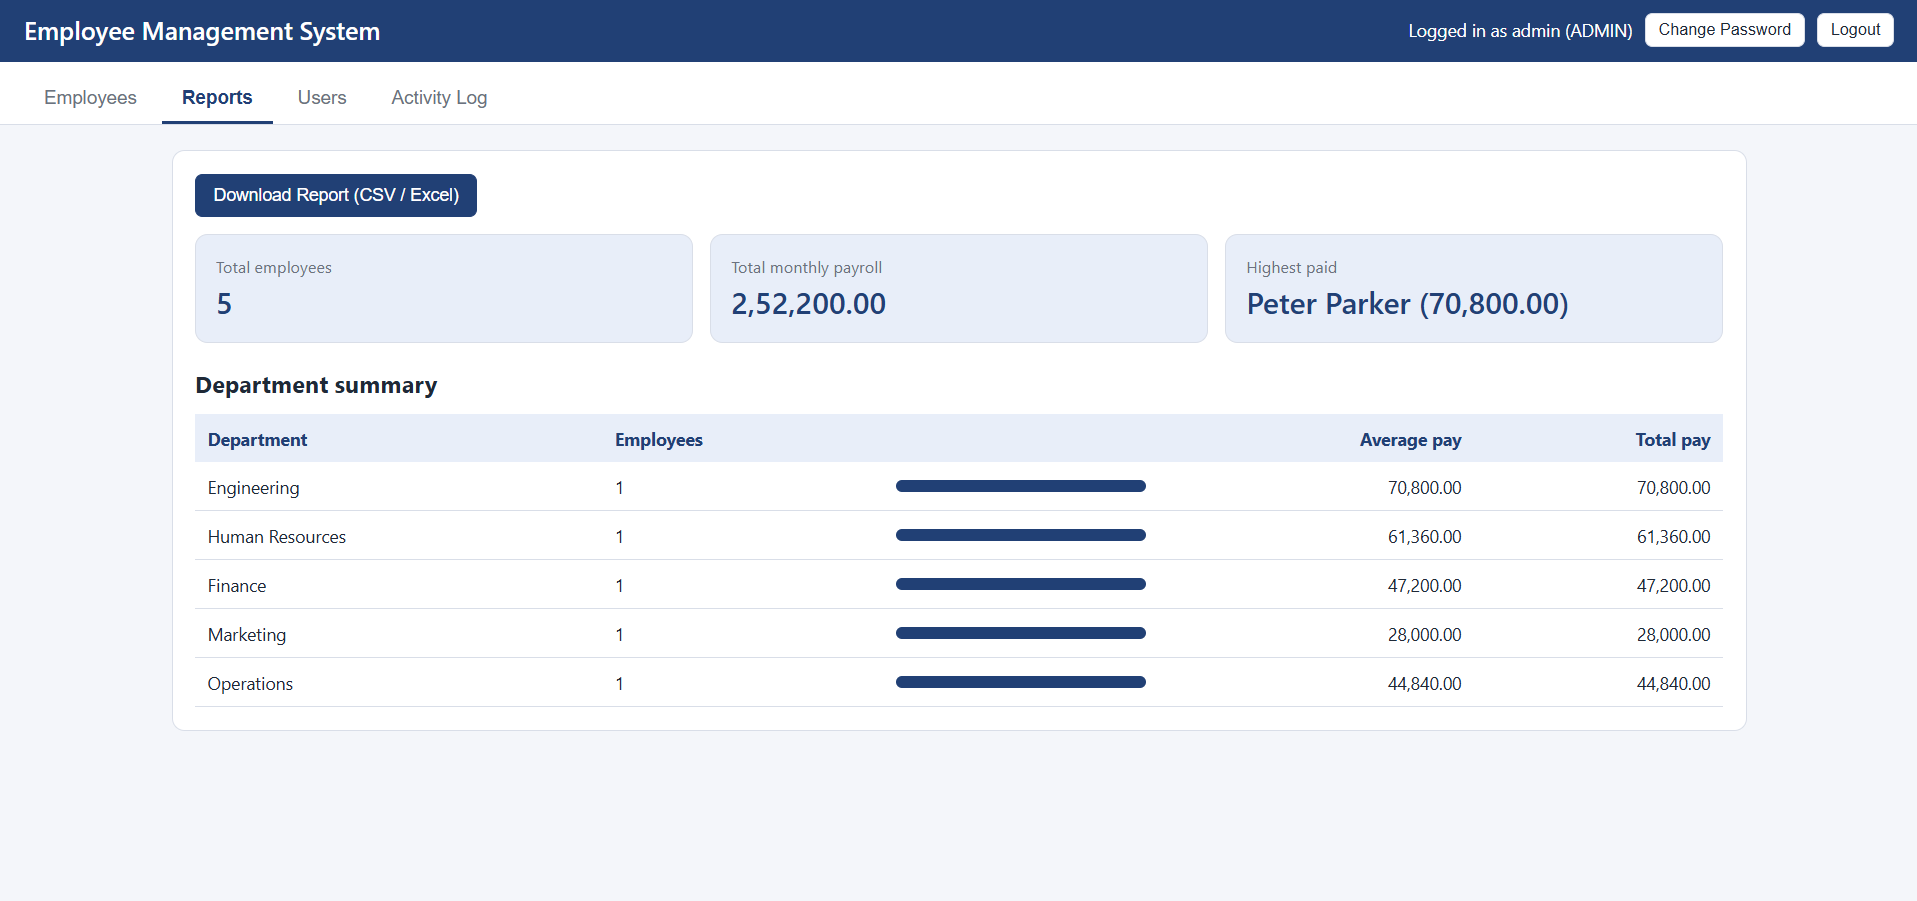 Employee Management System
Logged in as admin (ADMIN) Change Password Logout
Employees Reports Users Activity Log
Download Report (CSV / Excel)
Total employees
5
Total monthly payroll
2,52,200.00
Highest paid
Peter Parker (70,800.00)
Department summary
Department Employees Average pay Total pay
Engineering 1 70,800.00 70,800.00
Human Resources 1 61,360.00 61,360.00
Finance 1 47,200.00 47,200.00
Marketing 1 28,000.00 28,000.00
Operations 1 44,840.00 44,840.00